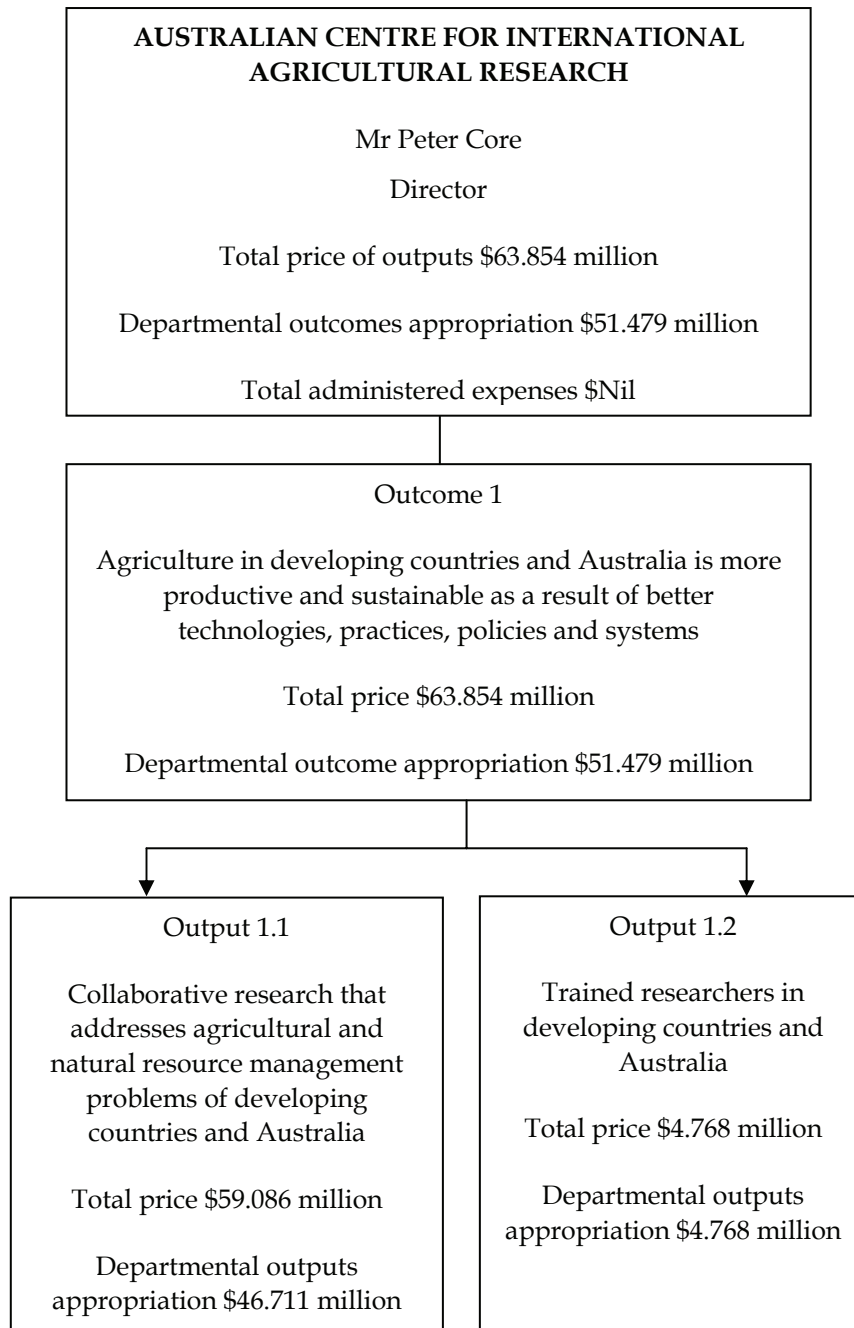 AUSTRALIAN CENTRE FOR INTERNATIONAL
AGRICULTURAL RESEARCH
Mr Peter Core
Director
Total price of outputs $63.854 million
Departmental outcomes appropriation $51.479 million
Total administered expenses $Nil
Outcome 1
Agriculture in developing countries and Australia is more
productive and sustainable as a result of better
technologies, practices, policies and systems
Total price $63.854 million
Departmental outcome appropriation $51.479 million
Output 1.1
Collaborative research that
addresses agricultural and
natural resource management
problems of developing
countries and Australia
Total price $59.086 million
Departmental outputs
appropriation $46.711 million
Output 1.2
Trained researchers in
developing countries and
Australia
Total price $4.768 million
Departmental outputs
appropriation $4.768 million